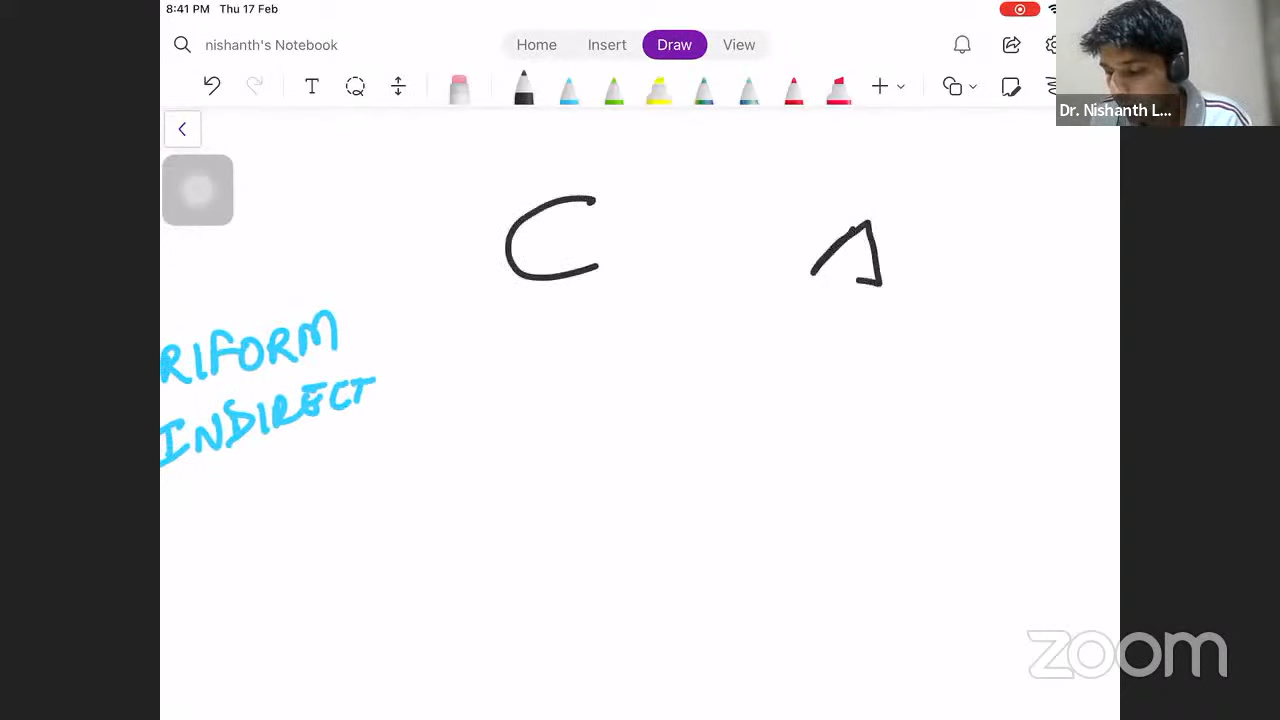 8:41 PM Thu 17 Feb
nishanth's Notebook
Home Insert Draw View
T
Dr. Nishanth L...
C
RIFORM
INDIRECT
zoom